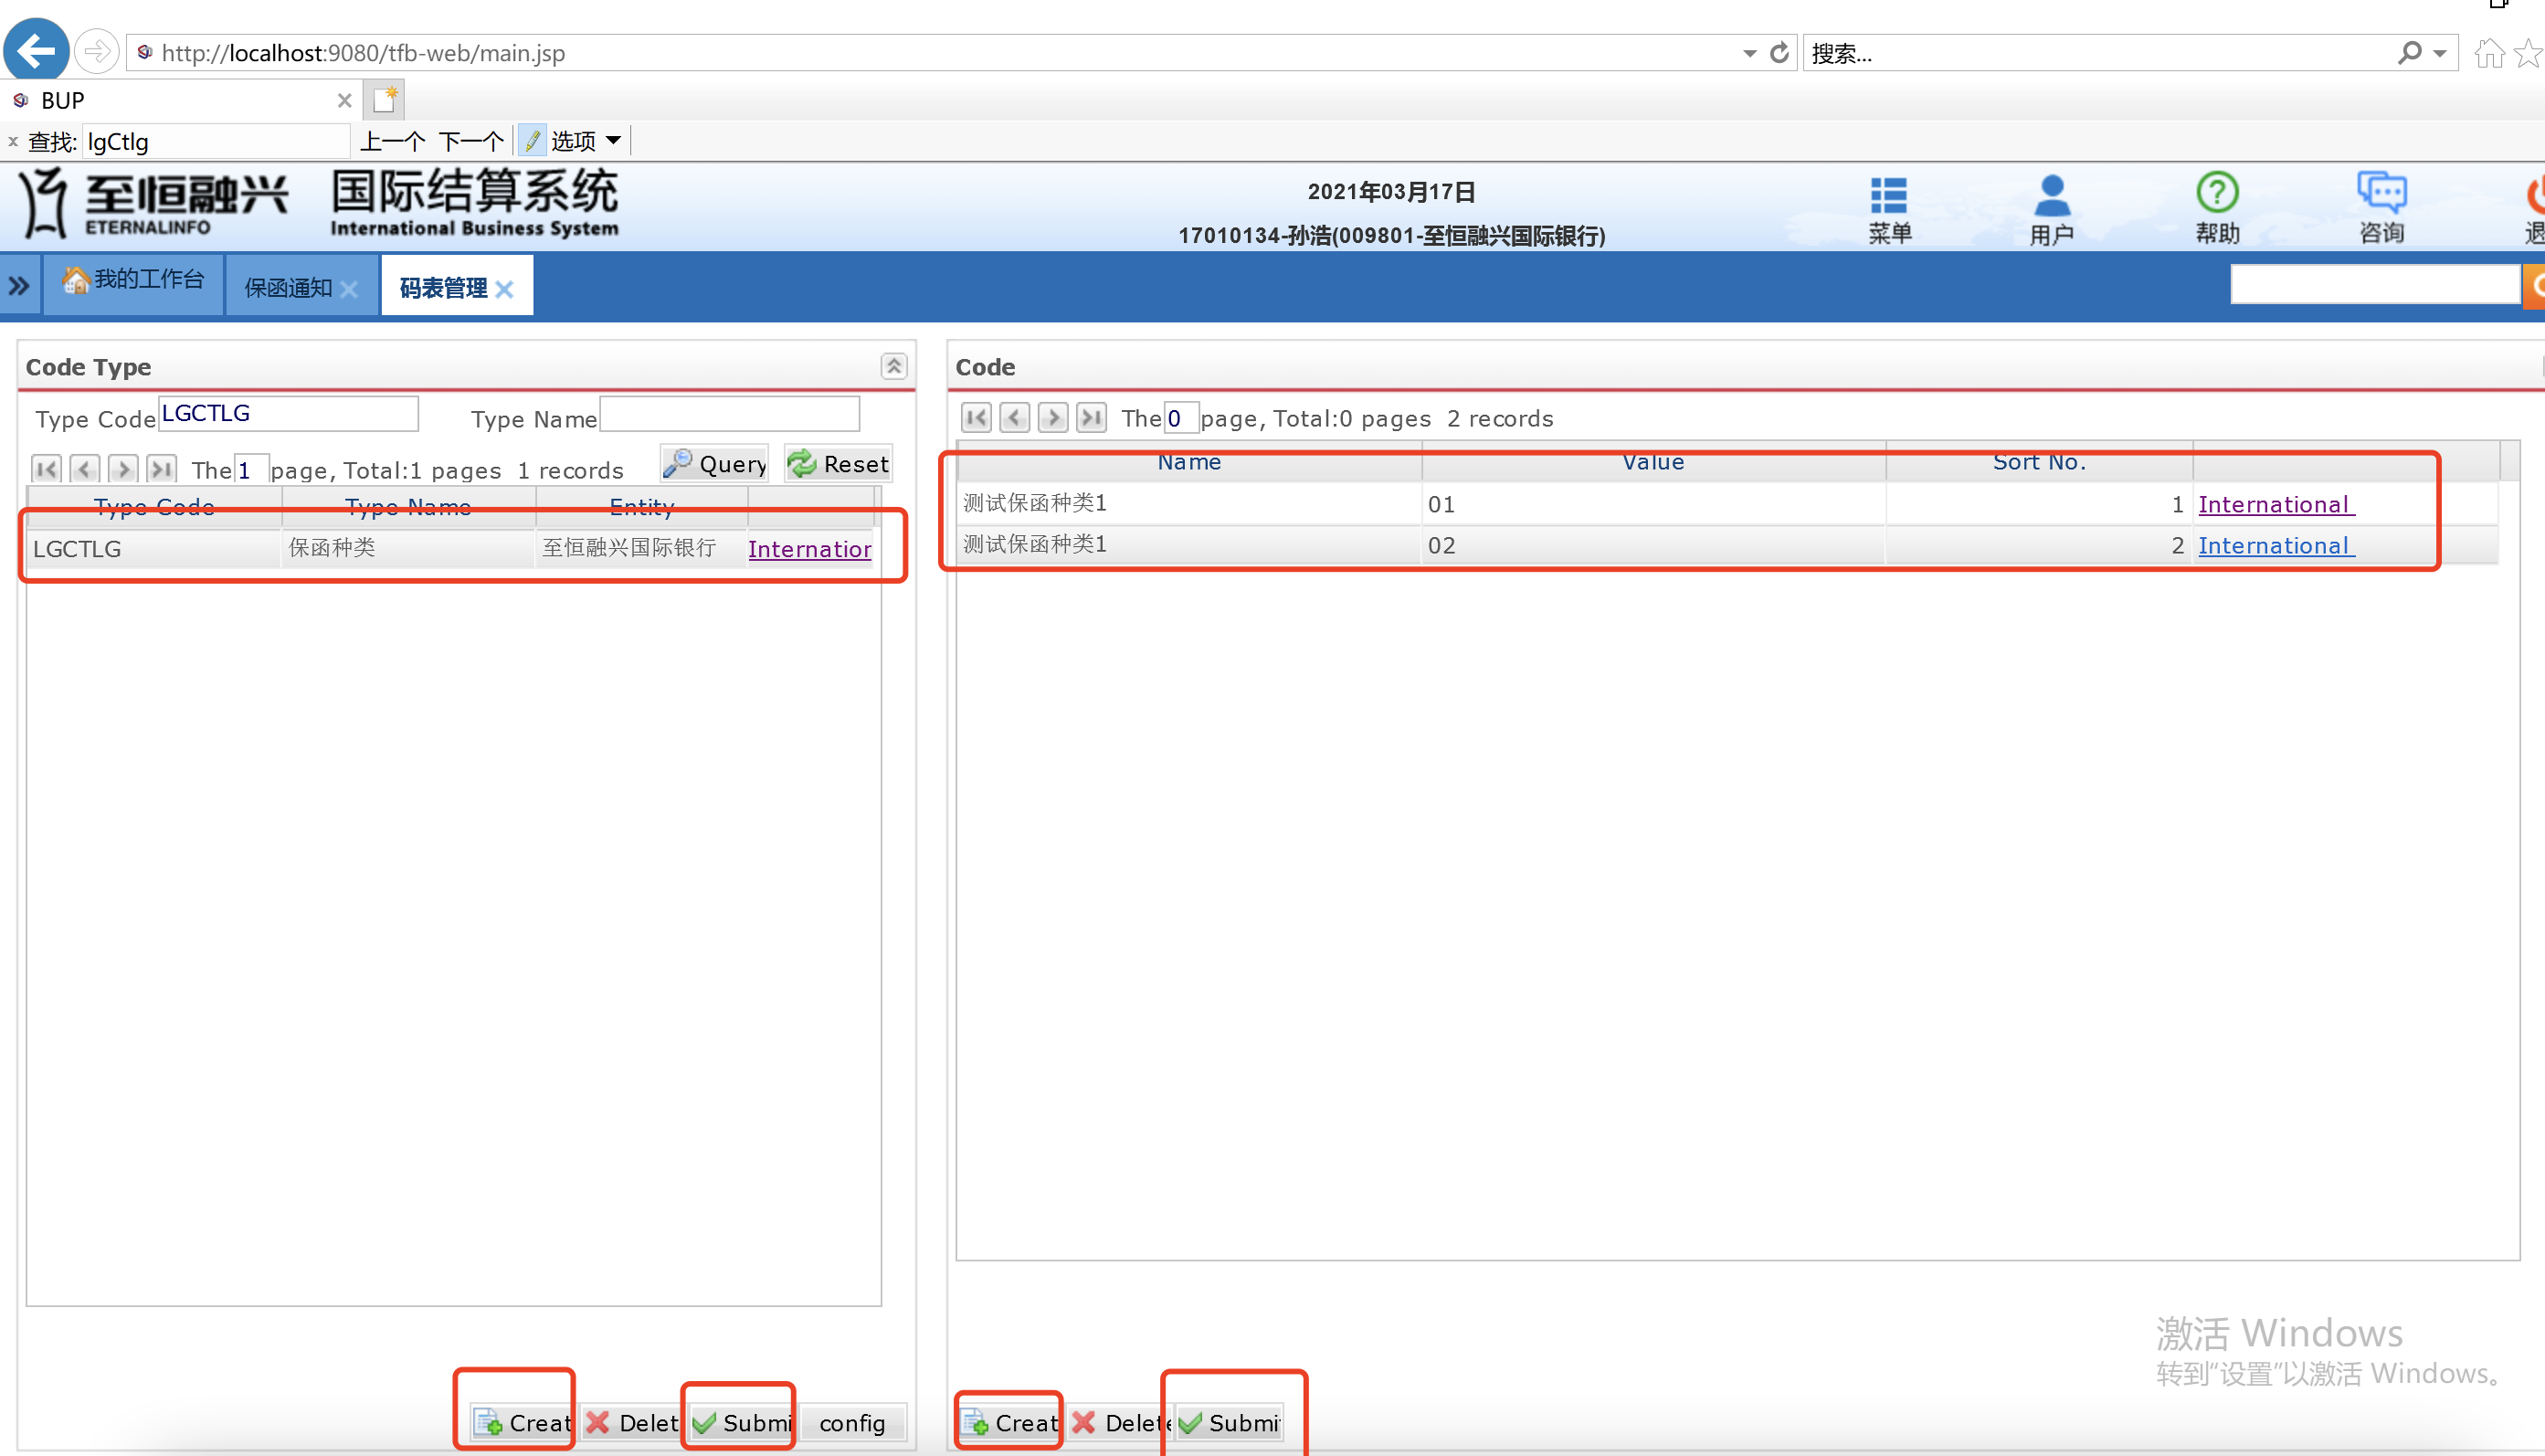 http://localhost:9080/tfb-web/main.jsp
搜索...
BUP
x 查找: lgCtlg 上一个 下一个 选项
至恒融兴
ETERNALINFO
国际结算系统
International Business System
2021年03月17日
17010134-孙浩(009801-至恒融兴国际银行)
菜单 用户 帮助 咨询
我的工作台 保函通知 码表管理
Code Type
Type Code LGCTLG Type Name
The 1 page, Total:1 pages 1 records Query Reset
Type Code Type Name Entity
LGCTLG 保函种类 至恒融兴国际银行 Internation
Creat Delet Submi config
Code
The 0 page, Total:0 pages 2 records
Name Value Sort No.
测试保函种类1 01 1 International
测试保函种类1 02 2 International
Creat Delete Submi
激活 Windows
转到"设置"以激活 Windows。